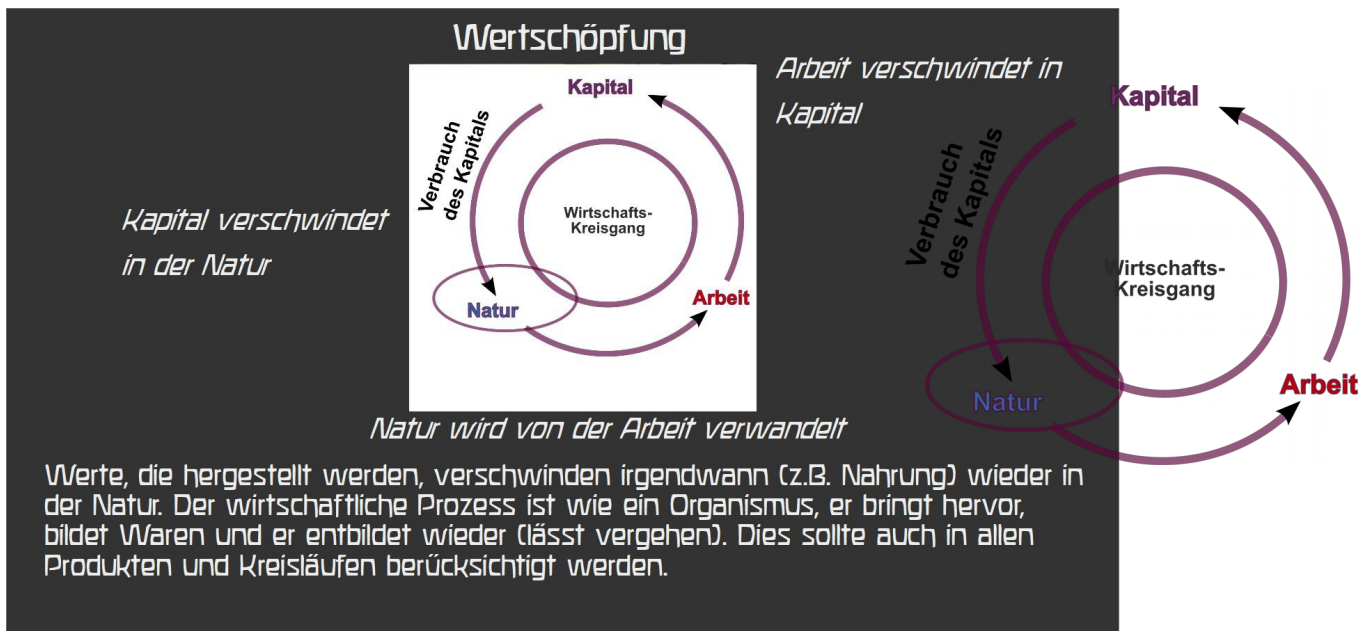 Wertschöpfung
Arbeit verschwindet in
Kapital
Kapital
Verbrauch
des Kapitals
Wirtschafts-
Kreisgang
Natur
Arbeit
Kapital verschwindet
in der Natur
Natur wird von der Arbeit verwandelt
Werte, die hergestellt werden, verschwinden irgendwann (z.B. Nahrung) wieder in
der Natur. Der wirtschaftliche Prozess ist wie ein Organismus, er bringt hervor,
bildet Waren und er entbildet wieder (lässt vergehen). Dies sollte auch in allen
Produkten und Kreisläufen berücksichtigt werden.
Kapital
Verbrauch
des Kapitals
Wirtschafts-
Kreisgang
Natur
Arbeit